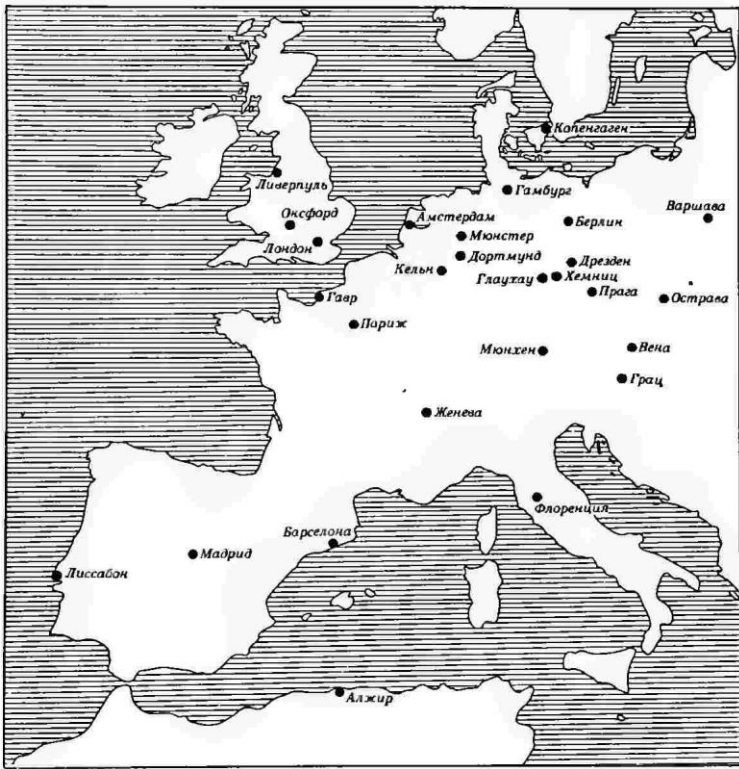 Копенгаген
Ливерпуль
Гамбург
Варшава
Оксфорд
Амстердам
Берлин
Мюнстер
Лондон
Дортмунд
Дрезден
Кельн
Глаухау
Хемниц
Прага
Гавр
Острава
Париж
Мюнхен
Вена
Грац
Женева
Флоренция
Барселона
Мадрид
Лиссабон
Алжир